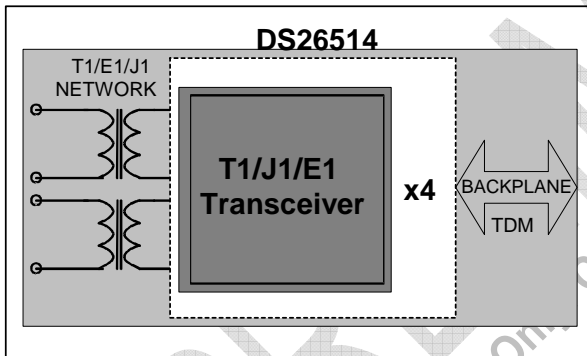 DS26514
T1/E1/J1
NETWORK
T1/J1/E1
Transceiver
x4
BACKPLANE
TDM